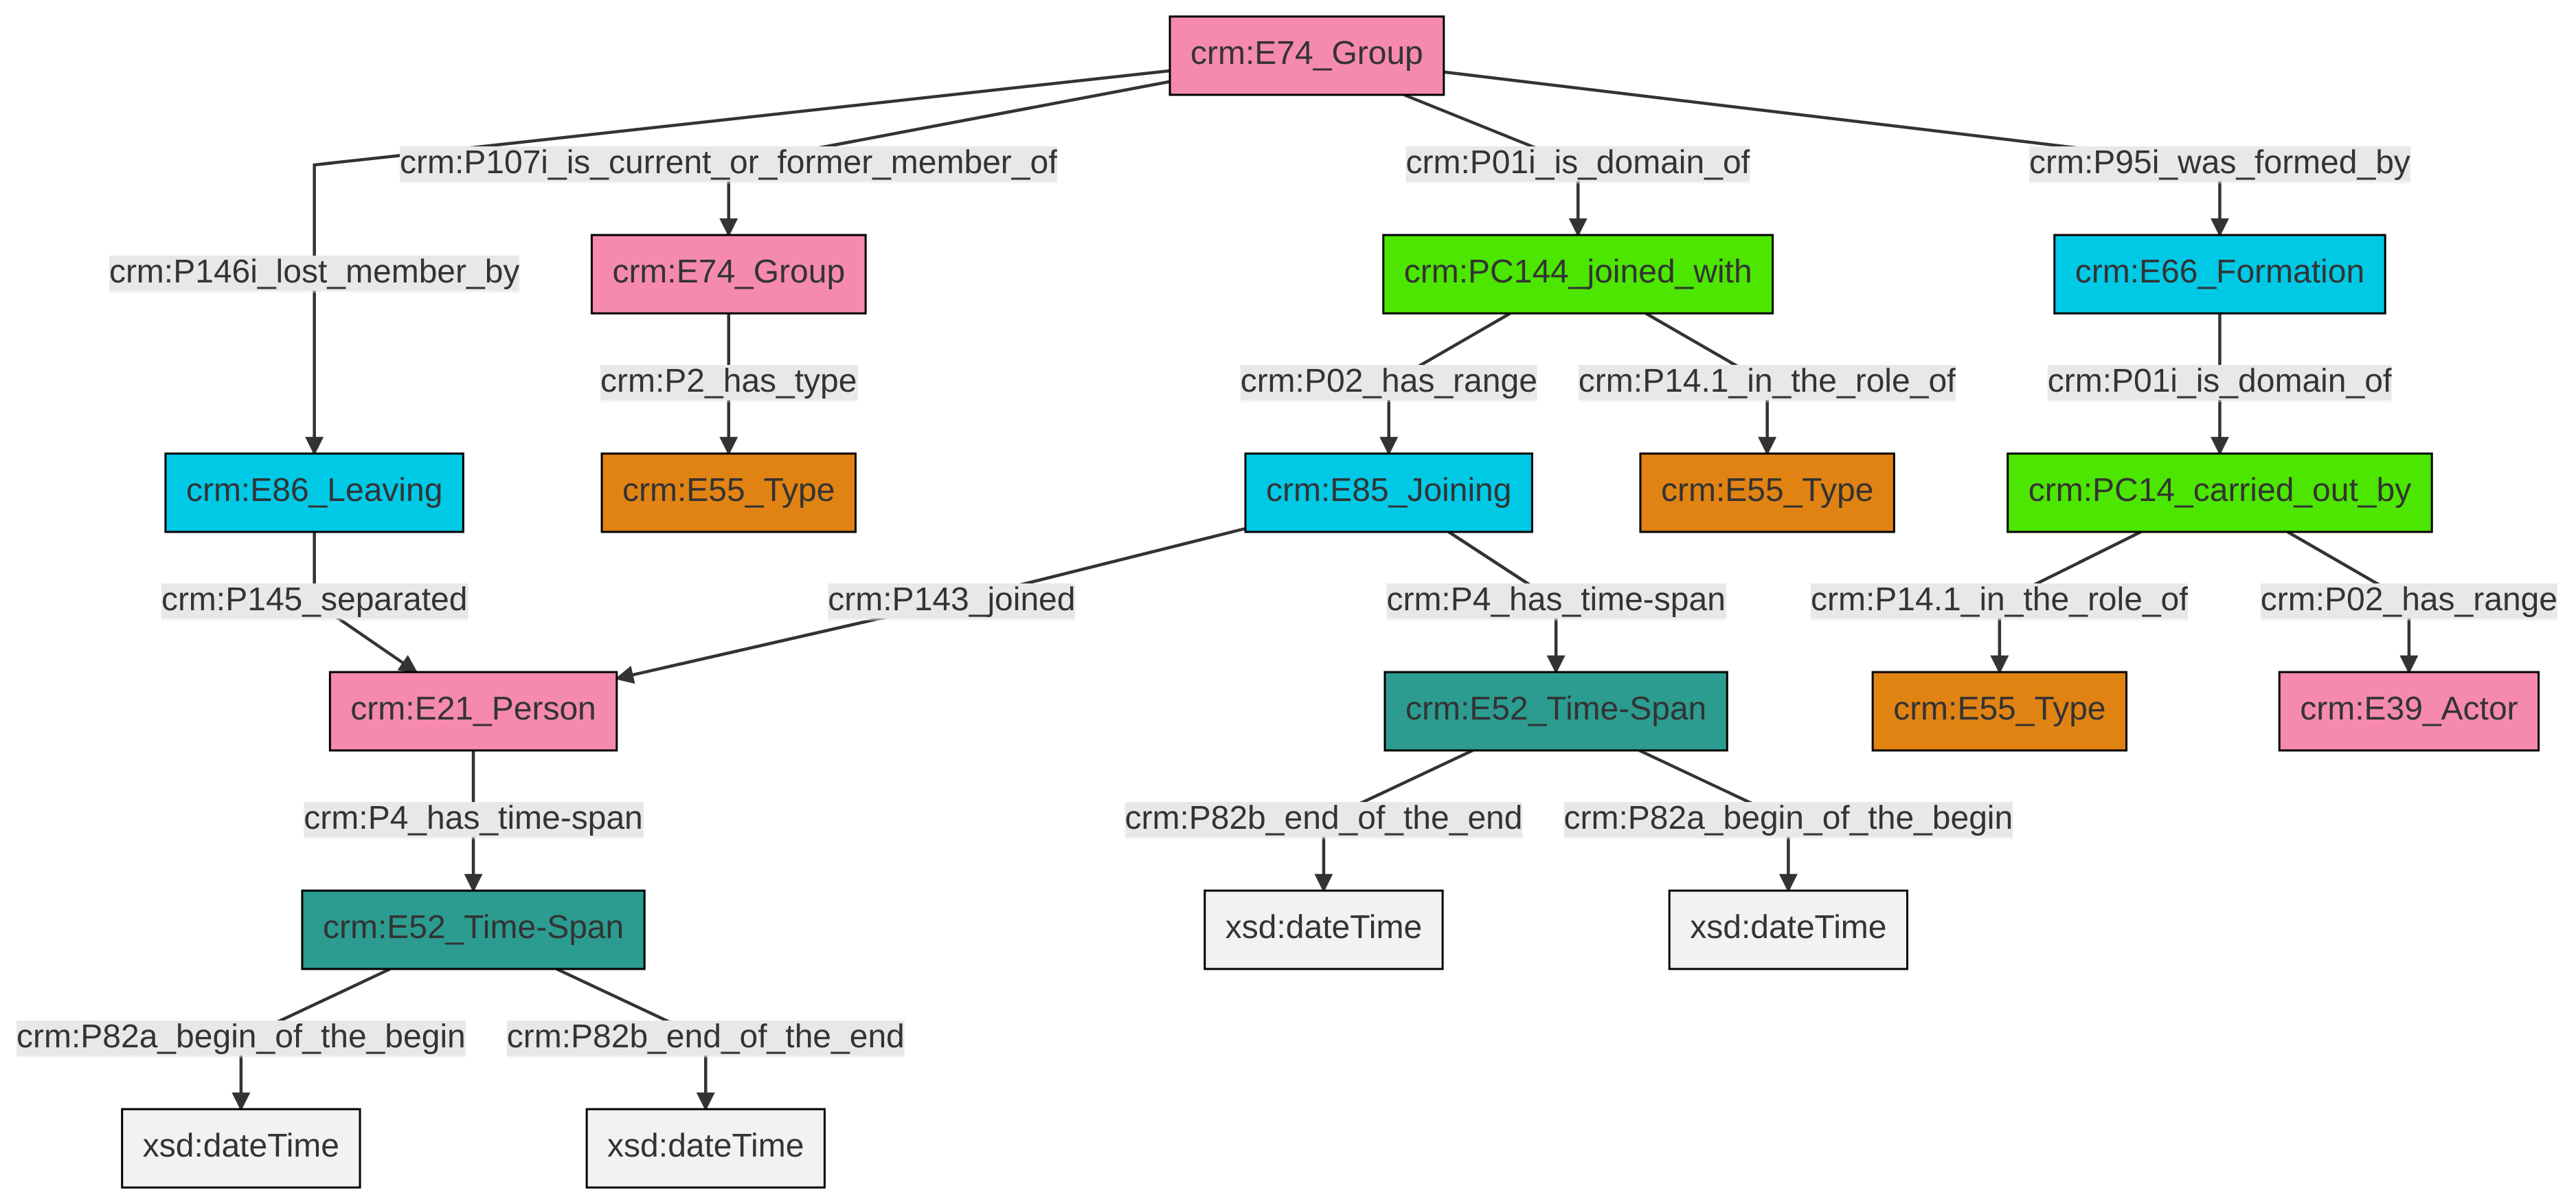 crm:E74_Group
crm:P107i_is_current_or_former_member_of
crm:P01i_is_domain_of
crm:P95i_was_formed_by
crm:P146i_lost_member_by
crm:E74_Group
crm:PC144_joined_with
crm:E66_Formation
crm:P2_has_type
crm:P02_has_range
crm:P14.1_in_the_role_of
crm:P01i_is_domain_of
crm:E86_Leaving
crm:E55_Type
crm:E85_Joining
crm:E55_Type
crm:PC14_carried_out_by
crm:P145_separated
crm:P143_joined
crm:P4_has_time-span
crm:P14.1_in_the_role_of
crm:P02_has_range
crm:E21_Person
crm:E52_Time-Span
crm:E55_Type
crm:E39_Actor
crm:P4_has_time-span
crm:P82b_end_of_the_end
crm:P82a_begin_of_the_begin
crm:E52_Time-Span
xsd:dateTime
xsd:dateTime
crm:P82a_begin_of_the_begin
crm:P82b_end_of_the_end
xsd:dateTime
xsd:dateTime